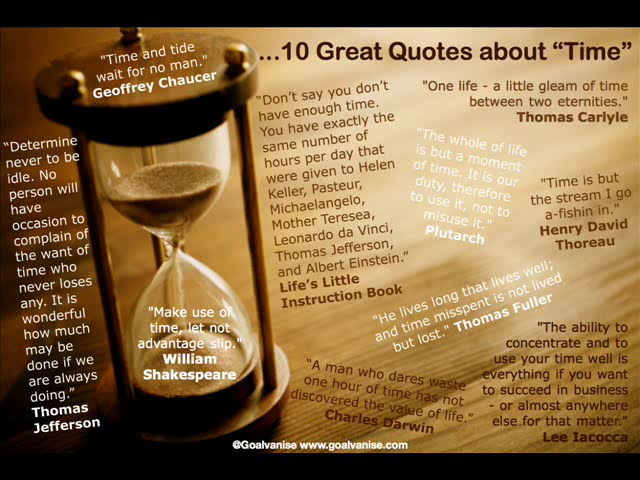 ...10 Great Quotes about “Time”
"Time and tide
wait for no man."
Geoffrey Chaucer
“Determine
never to be
idle. No
person will
have
occasion to
complain of
the want of
time who
never loses
any. It is
wonderful
how much
may be
done if we
are always
doing.”
Thomas
Jefferson
“Don’t say you don’t
have enough time.
You have exactly the
same number of
hours per day that
were given to Helen
Keller, Pasteur,
Michaelangelo,
Mother Teresea,
Leonardo da Vinci,
Thomas Jefferson,
and Albert Einstein.”
Life’s Little
Instruction Book
"One life - a little gleam of time
between two eternities."
Thomas Carlyle
"The whole of life
is but a moment
of time. It is our
duty, therefore
to use it, not to
misuse it."
Plutarch
"Time is but
the stream I go
a-fishin in."
Henry David
Thoreau
"Make use of
time, let not
advantage slip."
William
Shakespeare
"He lives long that lives well;
and time misspent is not lived
but lost." Thomas Fuller
“A man who dares waste
one hour of time has not
discovered the value of life.”
Charles Darwin
"The ability to
concentrate and to
use your time well is
everything if you want
to succeed in business
- or almost anywhere
else for that matter."
Lee Iacocca
@Goalvanise www.goalvanise.com